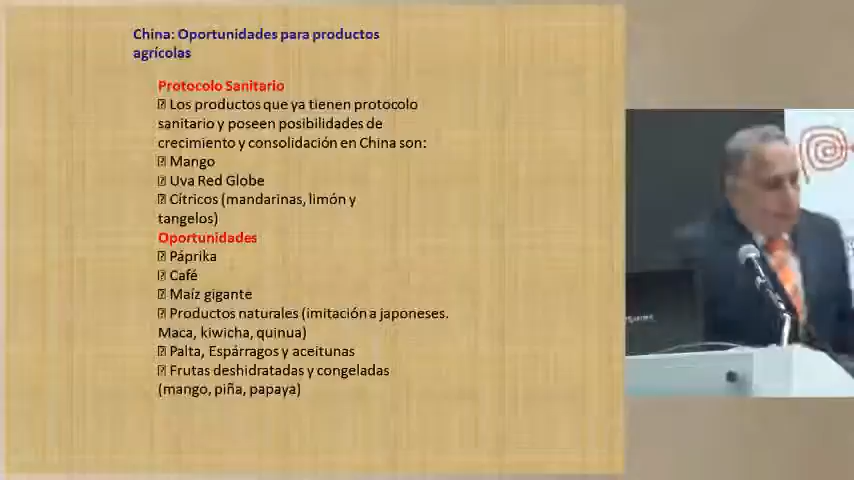 China: Oportunidades para productos
agrícolas
Protocolo Sanitario
⍰ Los productos que ya tienen protocolo
sanitario y poseen posibilidades de
crecimiento y consolidación en China son:
⍰ Mango
⍰ Uva Red Globe
⍰ Cítricos (mandarinas, limón y
tangelos)
Oportunidades
⍰ Páprika
⍰ Café
⍰ Maíz gigante
⍰ Productos naturales (imitación a japoneses.
Maca, kiwicha, quinua)
⍰ Palta, Espárragos y aceitunas
⍰ Frutas deshidratadas y congeladas
(mango, piña, papaya)